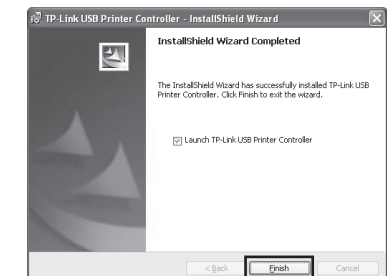 TP-Link USB Printer Controller - InstallShield Wizard
InstallShield Wizard Completed
The InstallShield Wizard has successfully installed TP-Link USB
Printer Controller. Click Finish to exit the wizard.
Launch TP-Link USB Printer Controller
< Back
Finish
Cancel